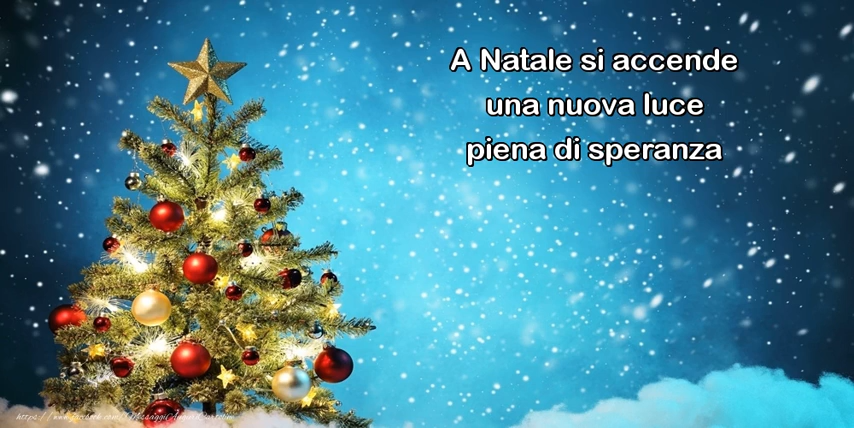 A Natale si accende
una nuova luce
piena di speranza